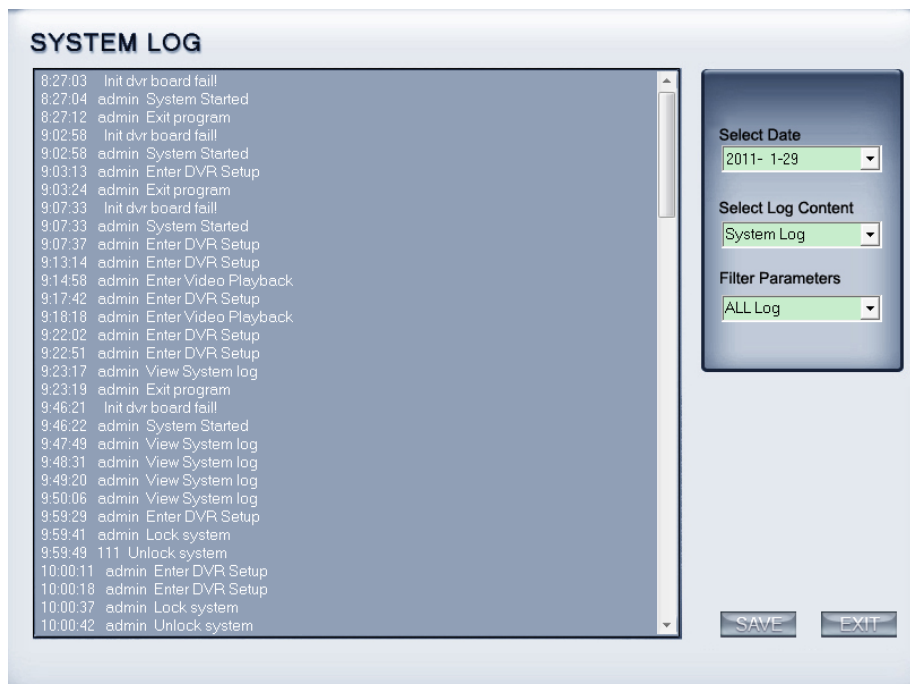 SYSTEM LOG
8:27:03 Init dvr board fail!
8:27:04 admin System Started
8:27:12 admin Exit program
9:02:58 Init dvr board fail!
9:02:58 admin System Started
9:03:13 admin Enter DVR Setup
9:03:24 admin Exit program
9:07:33 Init dvr board fail!
9:07:33 admin System Started
9:07:37 admin Enter DVR Setup
9:13:14 admin Enter DVR Setup
9:14:58 admin Enter Video Playback
9:17:42 admin Enter DVR Setup
9:18:18 admin Enter Video Playback
9:22:02 admin Enter DVR Setup
9:22:51 admin Enter DVR Setup
9:23:17 admin View System log
9:23:19 admin Exit program
9:46:21 Init dvr board fail!
9:46:22 admin System Started
9:47:49 admin View System log
9:48:31 admin View System log
9:49:20 admin View System log
9:50:06 admin View System log
9:59:29 admin Enter DVR Setup
9:59:41 admin Lock system
9:59:49 111 Unlock system
10:00:11 admin Enter DVR Setup
10:00:18 admin Enter DVR Setup
10:00:37 admin Lock system
10:00:42 admin Unlock system
Select Date
2011- 1-29
Select Log Content
System Log
Filter Parameters
ALL Log
SAVE
EXIT